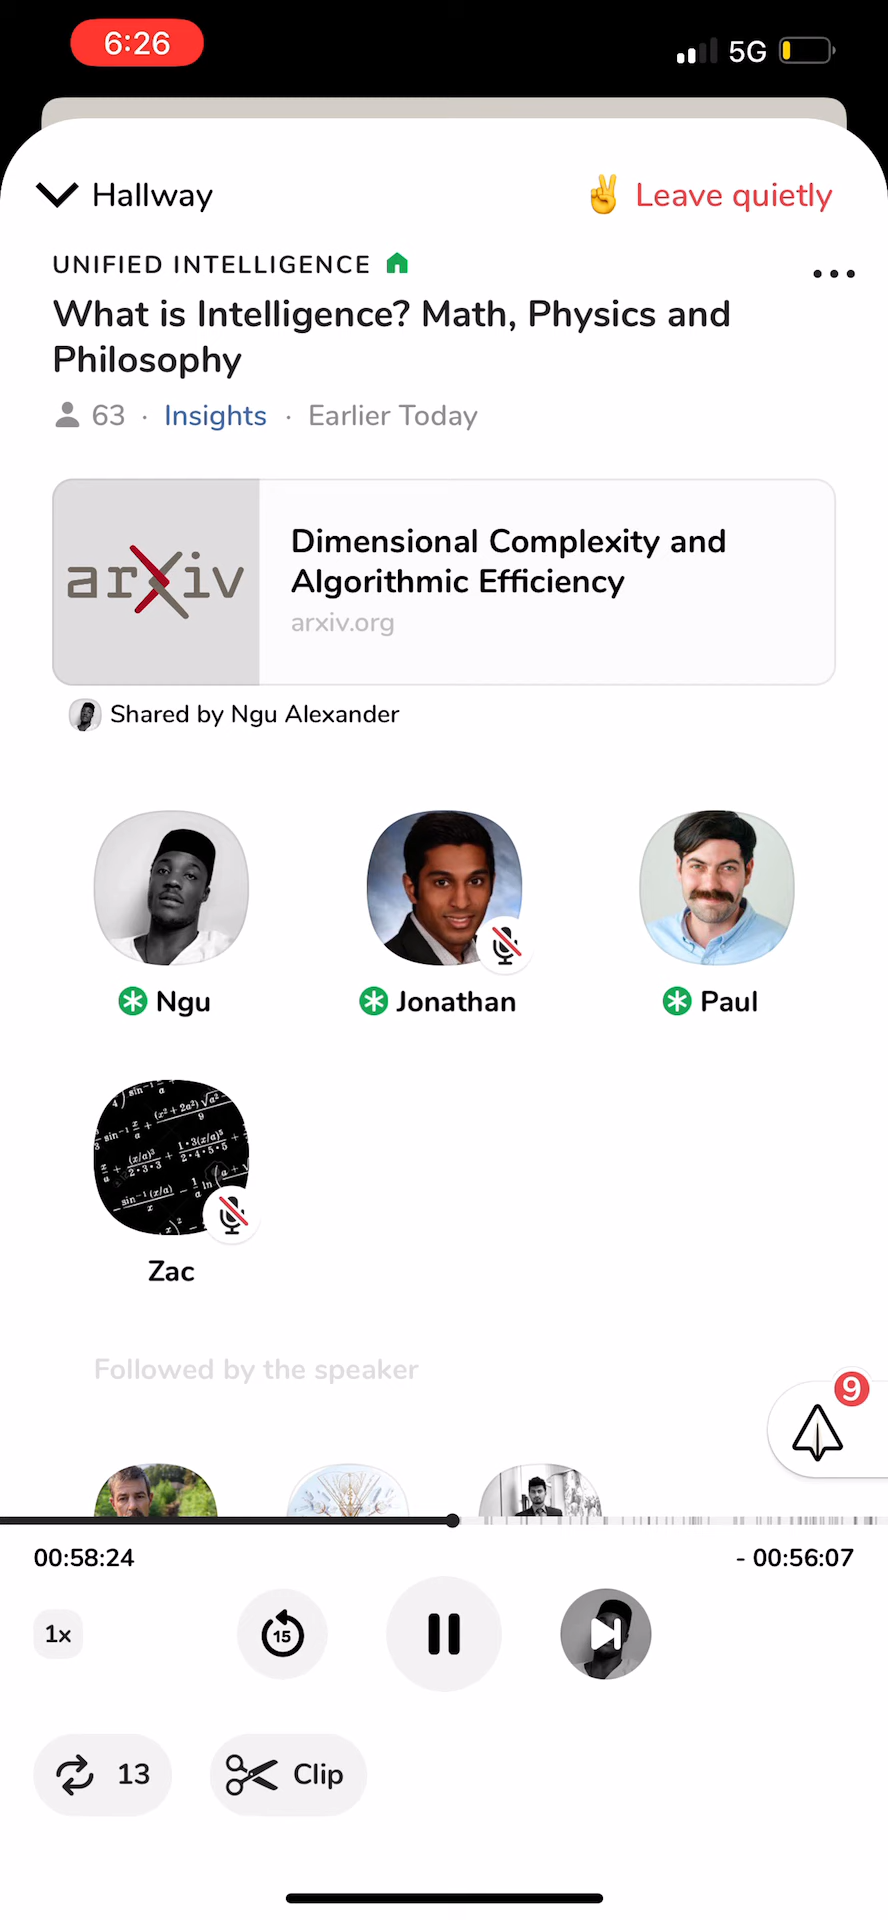 6:26
5G
Hallway
✌️ Leave quietly
UNIFIED INTELLIGENCE
What is Intelligence? Math, Physics and
Philosophy
63 · Insights · Earlier Today
arXiv
Dimensional Complexity and
Algorithmic Efficiency
arxiv.org
Shared by Ngu Alexander
Ngu
Jonathan
Paul
Zac
Followed by the speaker
9
00:58:24
- 00:56:07
1x
15
13
Clip